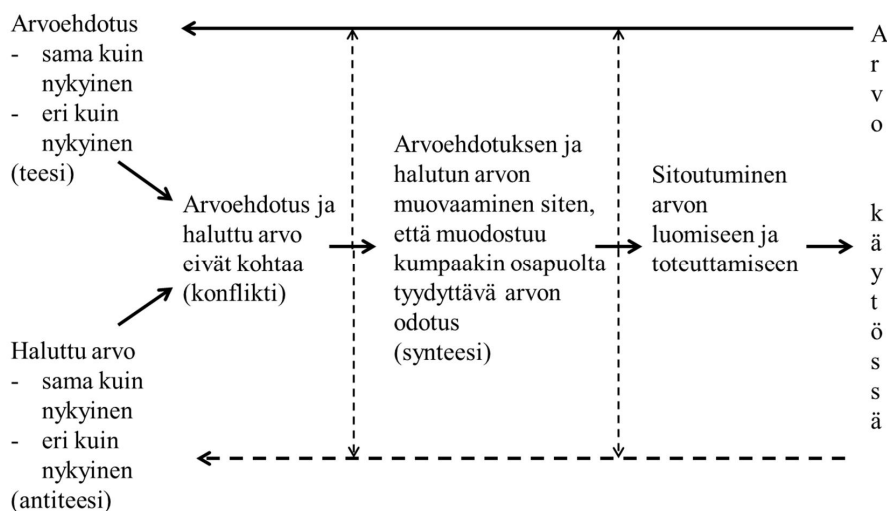 Arvoehdotus
- sama kuin
nykyinen
- eri kuin
nykyinen
(teesi)
Haluttu arvo
- sama kuin
nykyinen
- eri kuin
nykyinen
(antiteesi)
Arvoehdotus ja
haluttu arvo
eivät kohtaa
(konflikti)
Arvoehdotuksen ja
halutun arvon
muovaaminen siten,
että muodostuu
kumpaakin osapuolta
tyydyttävä arvon
odotus
(synteesi)
Sitoutuminen
arvon
luomiseen ja
toteuttamiseen
A
r
v
o
k
ä
y
t
ö
s
s
ä